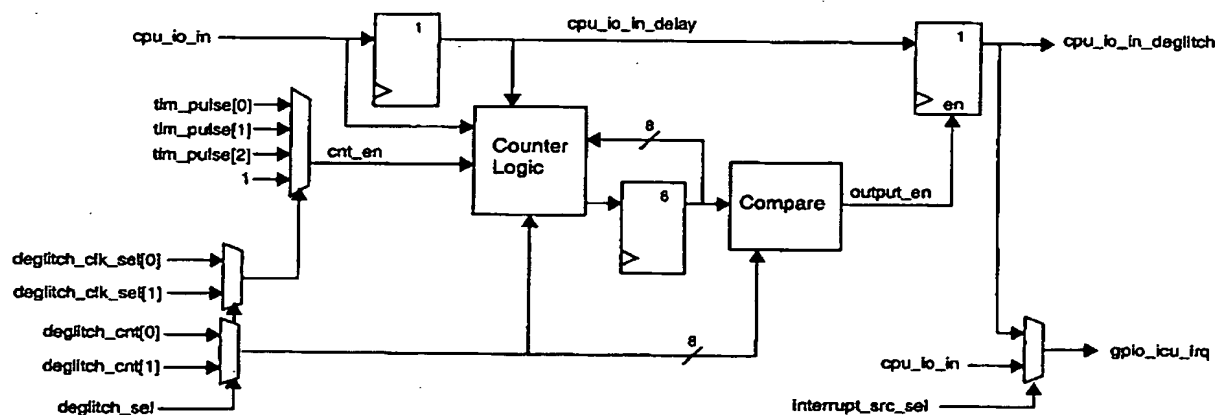 cpu_io_in
1
cpu_io_in_delay
1
cpu_io_in_deglitch
en
tim_pulse[0]
tim_pulse[1]
tim_pulse[2]
1
cnt_en
Counter
Logic
8
8
Compare
output_en
deglitch_clk_sel[0]
deglitch_clk_sel[1]
deglitch_cnt[0]
deglitch_cnt[1]
8
deglitch_sel
cpu_io_in
gpio_icu_irq
interrupt_src_sel